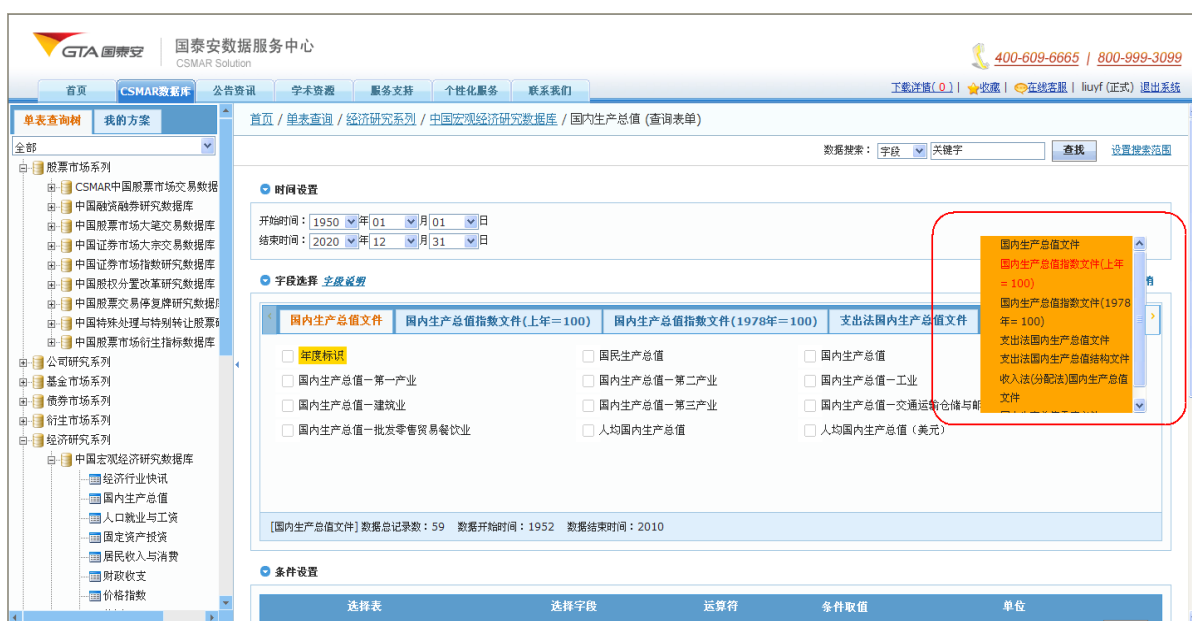 GTA 国泰安
国泰安数据服务中心
CSMAR Solution
400-609-6665 | 800-999-3099
首页 CSMAR数据库 公告资讯 学术资源 服务支持 个性化服务 联系我们
下载详情(0) | 收藏 | 在线客服 | liuyf (正式) 退出系统
单表查询树 我的方案
首页 / 单表查询 / 经济研究系列 / 中国宏观经济研究数据库 / 国内生产总值 (查询表单)
全部
数据搜索: 字段 关键字 查找 设置搜索范围
股票市场系列
CSMAR中国股票市场交易数据
中国融资融券研究数据库
中国股票市场大笔交易数据库
中国证券市场大宗交易数据库
中国证券市场指数研究数据库
中国股权分置改革研究数据库
中国股票交易停复牌研究数据
中国特殊处理与特别转让股票
中国股票市场衍生指标数据库
公司研究系列
基金市场系列
债券市场系列
衍生市场系列
经济研究系列
中国宏观经济研究数据库
经济行业快讯
国内生产总值
人口就业与工资
固定资产投资
居民收入与消费
财政收支
价格指数
时间设置
开始时间: 1950 年 01 月 01 日
结束时间: 2020 年 12 月 31 日
字段选择 字段说明
国内生产总值文件 国内生产总值指数文件(上年=100) 国内生产总值指数文件(1978年=100) 支出法国内生产总值文件
年度标识 国民生产总值 国内生产总值
国内生产总值-第一产业 国内生产总值-第二产业 国内生产总值-工业
国内生产总值-建筑业 国内生产总值-第三产业 国内生产总值-交通运输仓储与邮
国内生产总值-批发零售贸易餐饮业 人均国内生产总值 人均国内生产总值(美元)
国内生产总值文件
国内生产总值指数文件(上年
=100)
国内生产总值指数文件(1978
年=100)
支出法国内生产总值文件
支出法国内生产总值结构文件
收入法(分配法)国内生产总值
文件
[国内生产总值文件] 数据总记录数:59 数据开始时间:1952 数据结束时间:2010
条件设置
选择表 选择字段 运算符 条件取值 单位